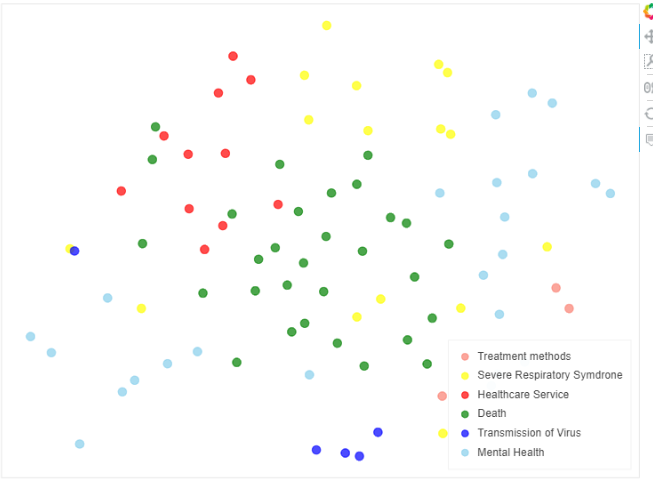 Treatment methods
Severe Respiratory Symdrone
Healthcare Service
Death
Transmission of Virus
Mental Health